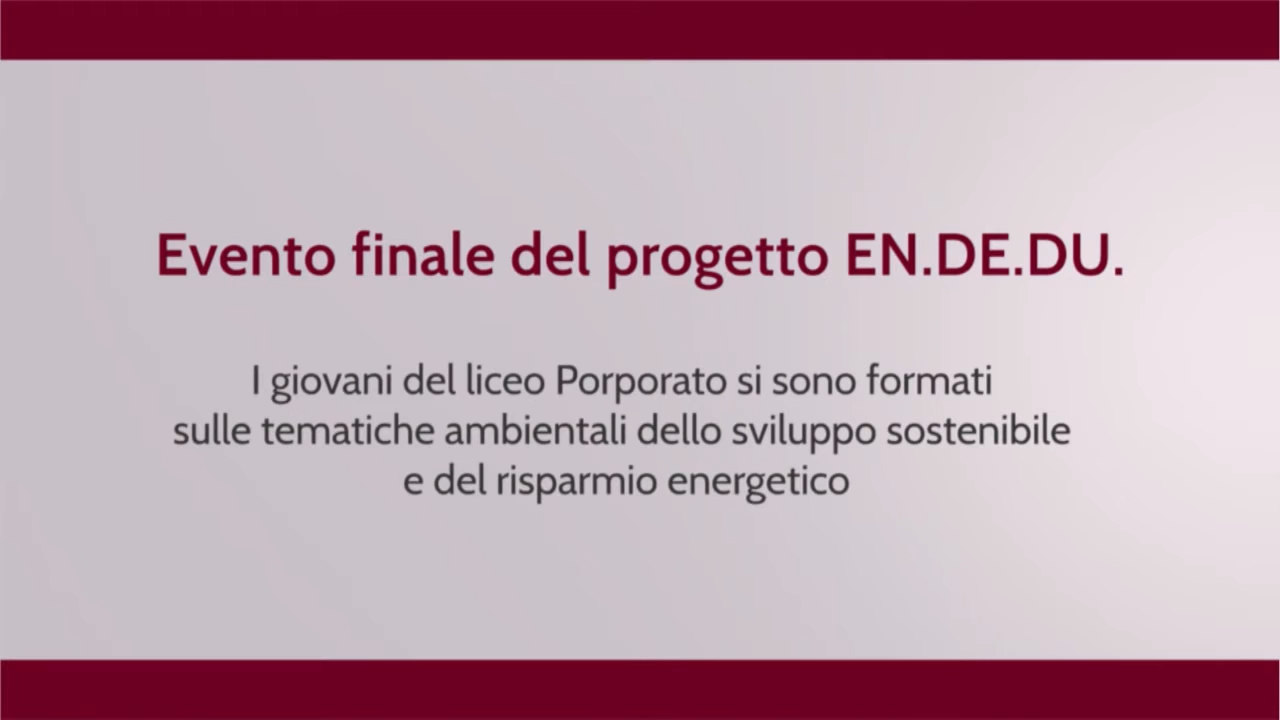 Evento finale del progetto EN.DE.DU.
I giovani del liceo Porporato si sono formati
sulle tematiche ambientali dello sviluppo sostenibile
e del risparmio energetico